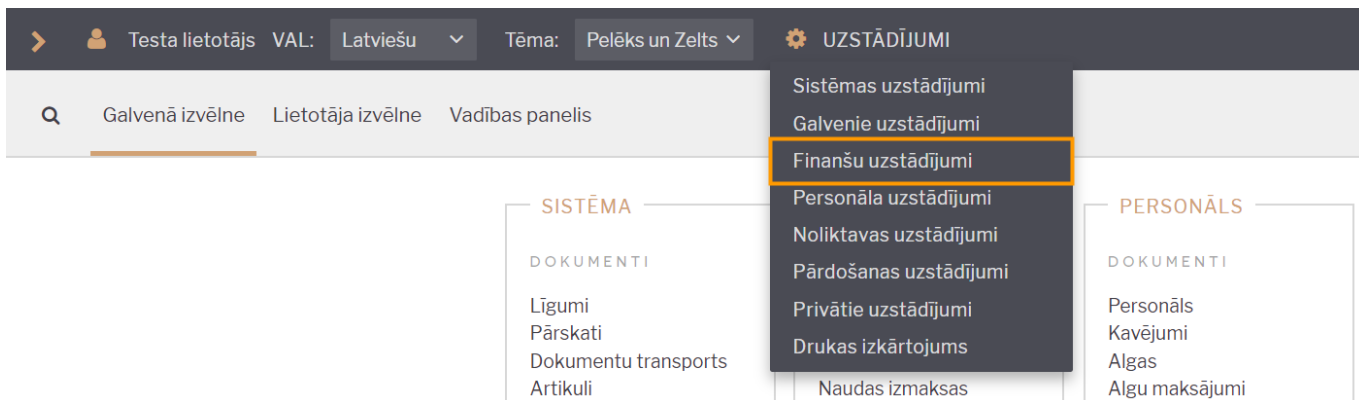 Testa lietotājs VAL: Latviešu Tēma: Pelēks un Zelts UZSTĀDĪJUMI
Sistēmas uzstādījumi
Galvenā izvēlne Lietotāja izvēlne Vadības panelis
Galvenie uzstādījumi
Finanšu uzstādījumi
Personāla uzstādījumi
Noliktavas uzstādījumi
Pārdošanas uzstādījumi
Privātie uzstādījumi
Drukas izkārtojums
SISTĒMA
DOKUMENTI
Līgumi
Pārskati
Dokumentu transports
Artikuli
Naudas izmaksas
PERSONĀLS
DOKUMENTI
Personāls
Kavējumi
Algas
Algu maksājumi